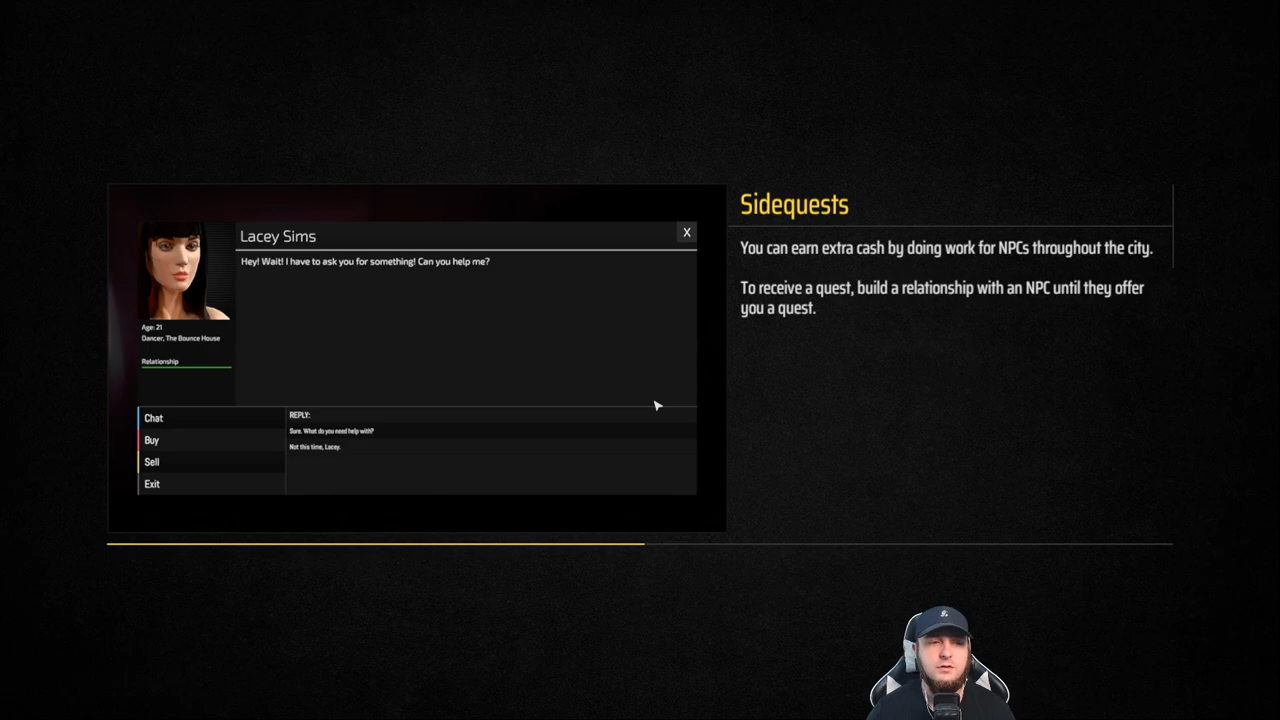 Sidequests
You can earn extra cash by doing work for NPCs throughout the city.
To receive a quest, build a relationship with an NPC until they offer
you a quest.
Lacey Sims
X
Hey! Wait! I have to ask you for something! Can you help me?
Age: 21
Dancer, The Bounce House
Relationship
Chat
Buy
Sell
Exit
REPLY:
Sure. What do you need help with?
Not this time, Lacey.